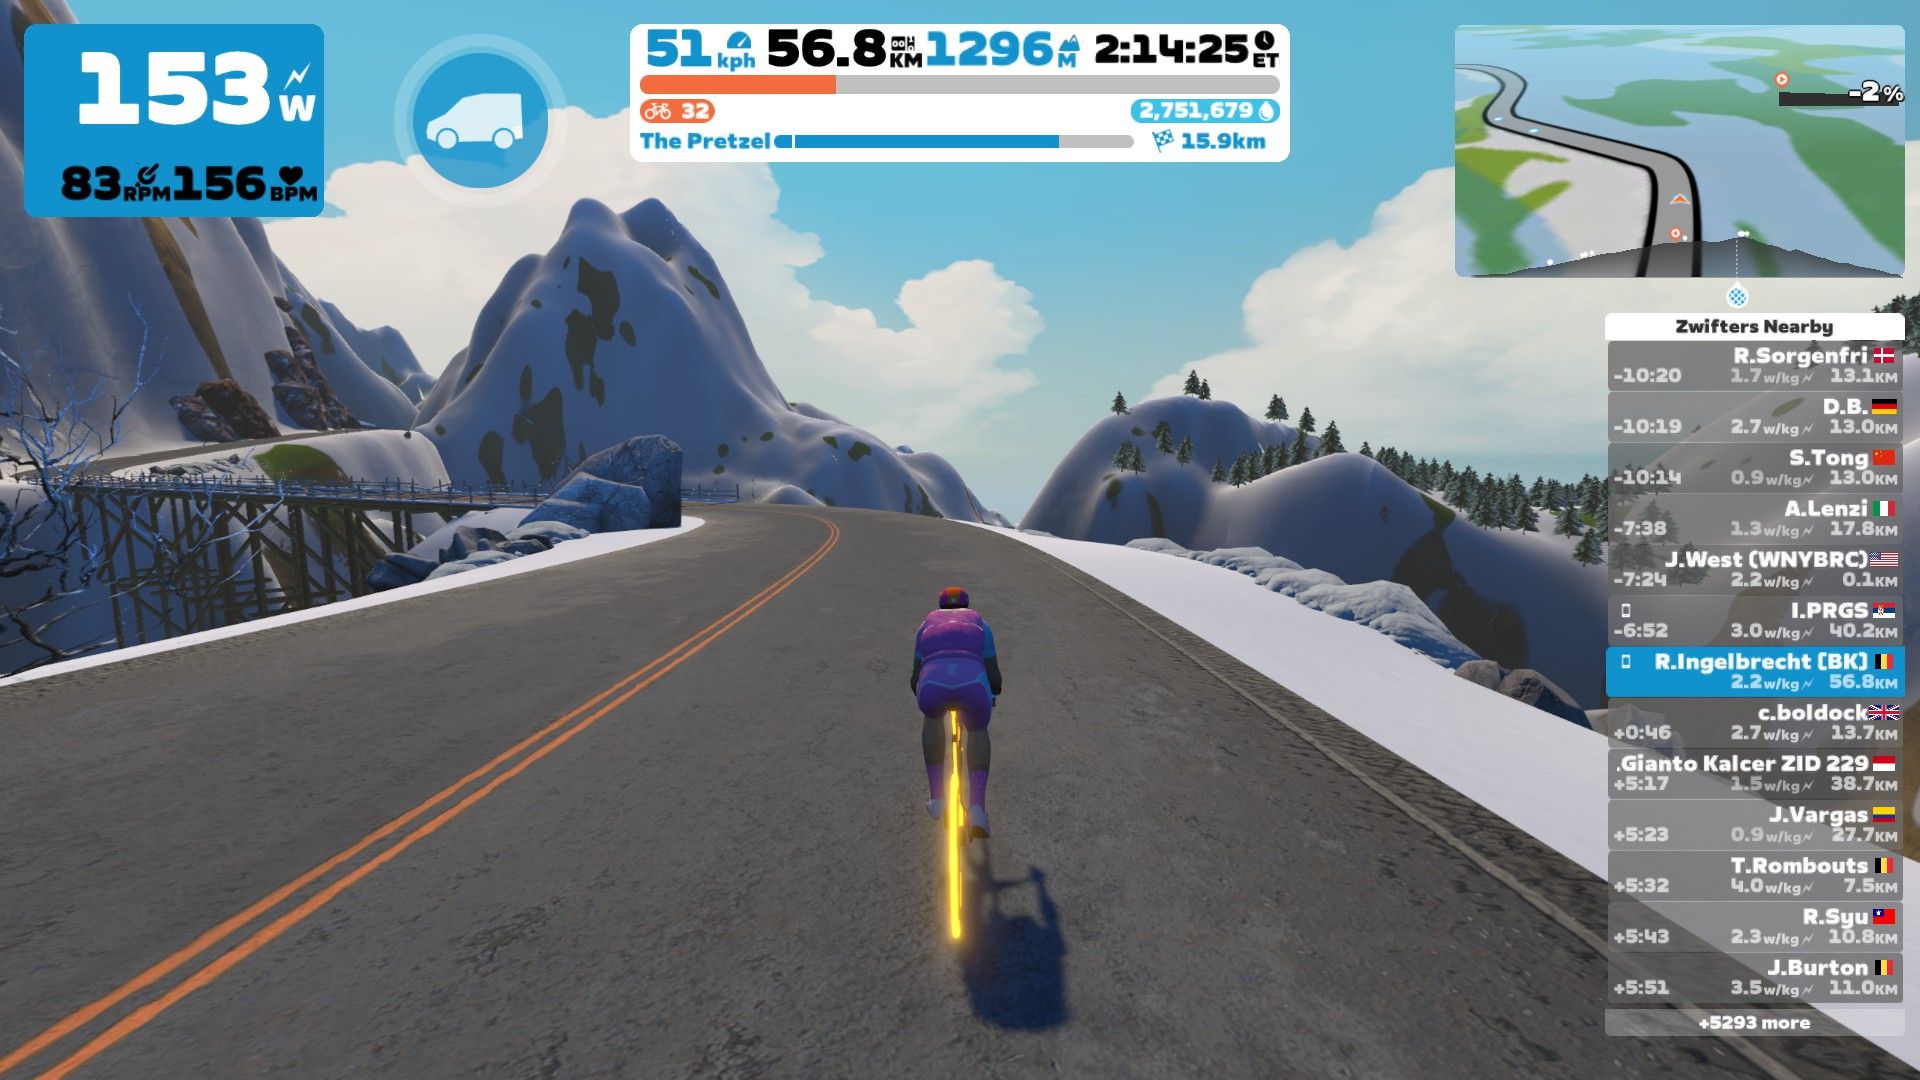 153 W
83 RPM 156 BPM
51 kph 56.8 KM 1296 M 2:14:25 ET
32 2,751,679
The Pretzel 15.9km
-2%
Zwifters Nearby
R.Sorgenfri
-10:20 1.7w/kg 13.1KM
D.B.
-10:19 2.7w/kg 13.0KM
S.Tong
-10:14 0.9w/kg 13.0KM
A.Lenzi
-7:38 1.3w/kg 17.8KM
J.West (WNYBRC)
-7:24 2.2w/kg 0.1KM
I.PRGS
-6:52 3.0w/kg 40.2KM
R.Ingelbrecht (BK)
2.2w/kg 56.8KM
c.boldock
+0:46 2.7w/kg 13.7KM
.Gianto Kalcer ZID 229
+5:17 1.5w/kg 38.7KM
J.Vargas
+5:23 0.9w/kg 27.7KM
T.Rombouts
+5:32 4.0w/kg 7.5KM
R.Syu
+5:43 2.3w/kg 10.8KM
J.Burton
+5:51 3.5w/kg 11.0KM
+5293 more